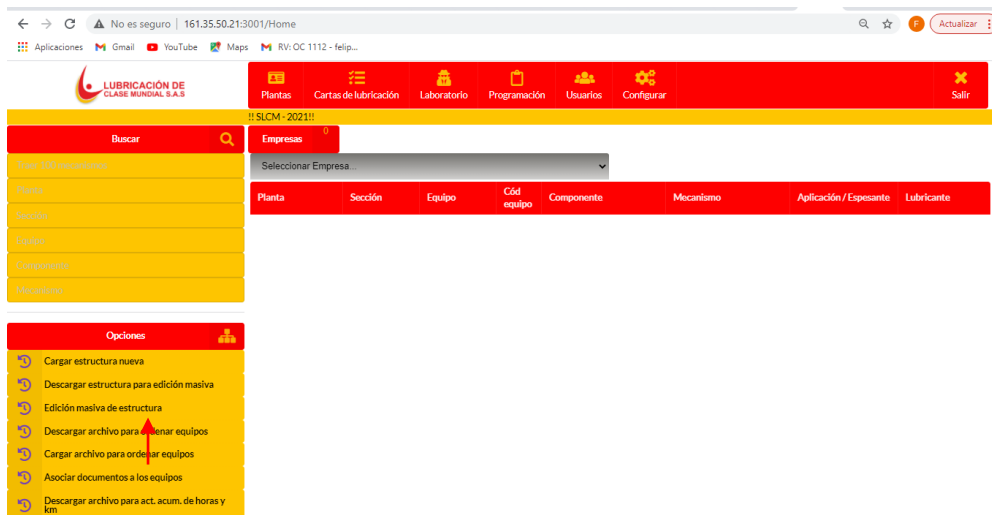 No es seguro | 161.35.50.21:3001/Home
F
Actualizar
Aplicaciones Gmail YouTube Maps RV: OC 1112 - felip...
LUBRICACIÓN DE
CLASE MUNDIAL S.A.S
Plantas Cartas de lubricación Laboratorio Programación Usuarios Configurar Salir
!! SLCM - 2021!!
Buscar
Empresas 0
Seleccionar Empresa...
Planta Sección Equipo Cód equipo Componente Mecanismo Aplicación / Espesante Lubricante
Planta
Sección
Componente
Mecanismo
Opciones
Cargar estructura nueva
Descargar estructura para edición masiva
Edición masiva de estructura
Descargar archivo para ordenar equipos
Cargar archivo para ordenar equipos
Asociar documentos a los equipos
Descargar archivo para act. acum. de horas y
km